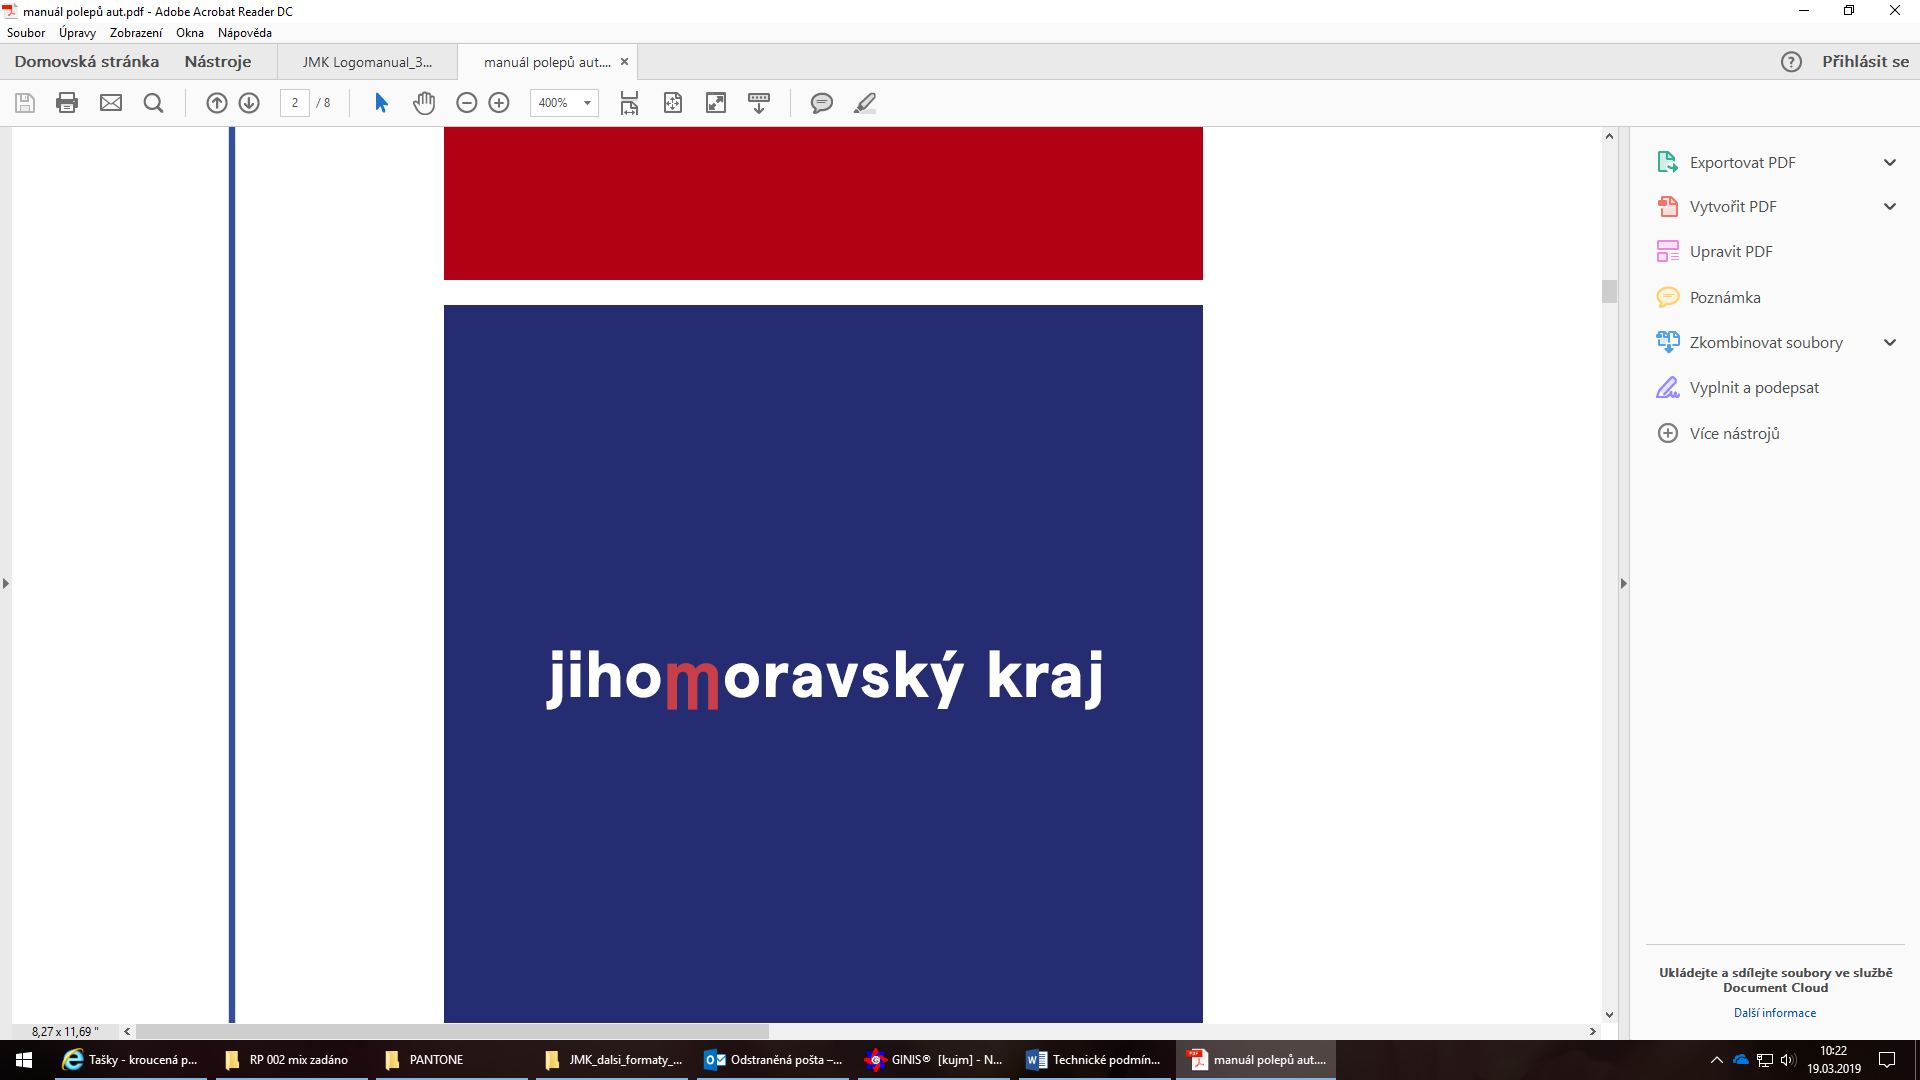 manuál polepů aut.pdf - Adobe Acrobat Reader DC
Soubor Úpravy Zobrazení Okna Nápověda
Domovská stránka Nástroje JMK Logomanual_3... manuál polepů aut.... × ? Přihlásit se
2 / 8 400%
Exportovat PDF
Vytvořit PDF
Upravit PDF
Poznámka
Zkombinovat soubory
Vyplnit a podepsat
Více nástrojů
jihomoravský kraj
Ukládejte a sdílejte soubory ve službě
Document Cloud
Další informace
8,27 x 11,69 "
Tašky - kroucená p... RP 002 mix zadáno PANTONE JMK_dalsi_formaty_... Odstraněná pošta –... GINIS® [kujm] - N... Technické podmín... manuál polepů aut....
10:22
19.03.2019